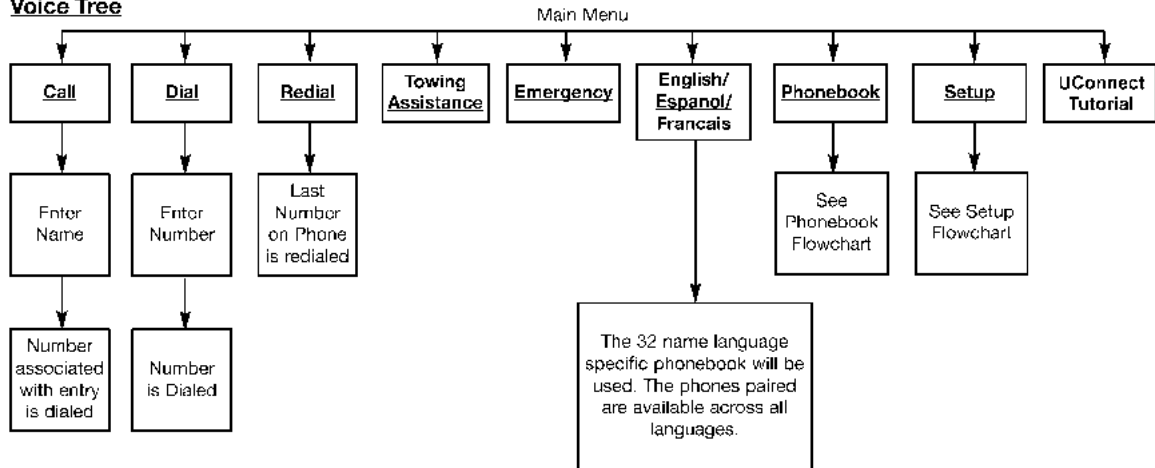 Voice Tree
Main Menu
Call
Dial
Redial
Towing
Assistance
Emergency
English/
Espanol/
Francais
Phonebook
Setup
UConnect
Tutorial
Enter
Name
Enter
Number
Last
Number
on Phone
is redialed
See
Phonebook
Flowchart
See Setup
Flowchart
Number
associated
with entry
is dialed
Number
is Dialed
The 32 name language
specific phonebook will be
used. The phones paired
are available across all
languages.